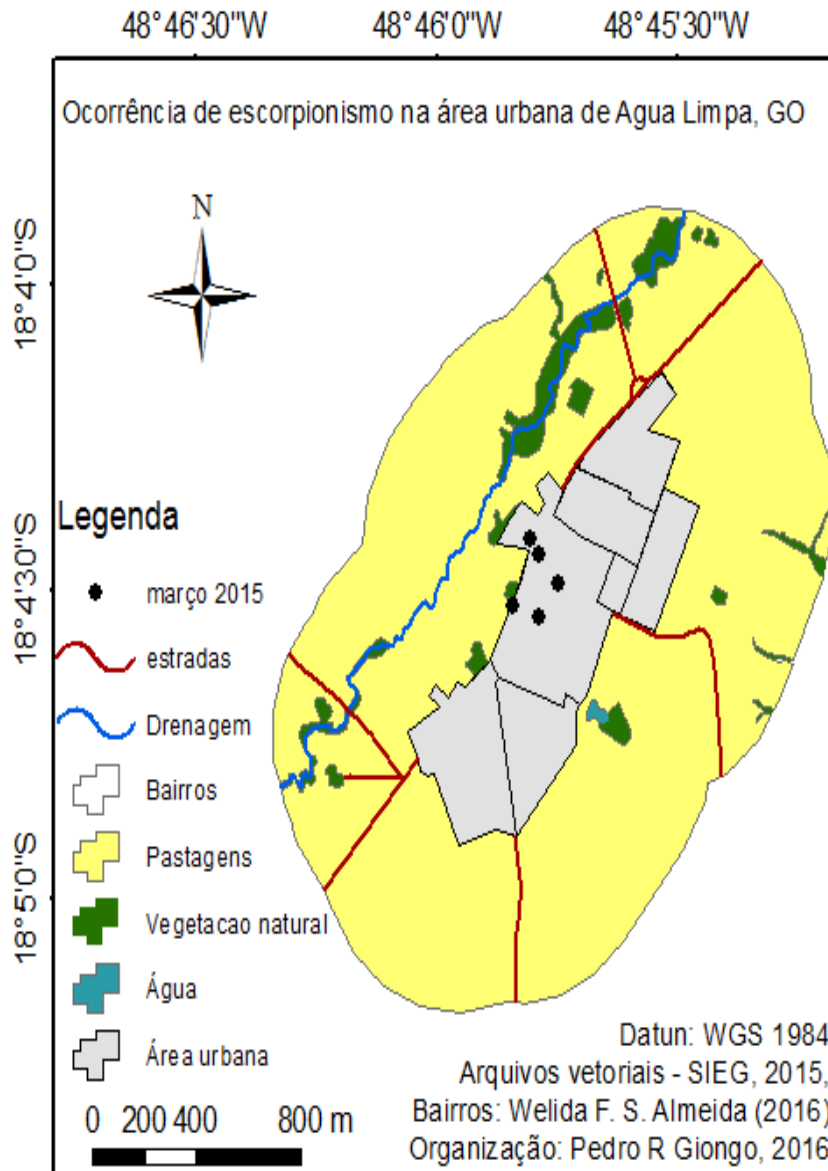 48°46'30"W 48°46'0"W 48°45'30"W
Ocorrência de escorpionismo na área urbana de Agua Limpa, GO
N
18°4'0"S
18°4'30"S
18°5'0"S
Legenda
março 2015
estradas
Drenagem
Bairros
Pastagens
Vegetacao natural
Água
Área urbana
0 200 400 800 m
Datun: WGS 1984
Arquivos vetoriais - SIEG, 2015,
Bairros: Welida F. S. Almeida (2016)
Organização: Pedro R Giongo, 2016